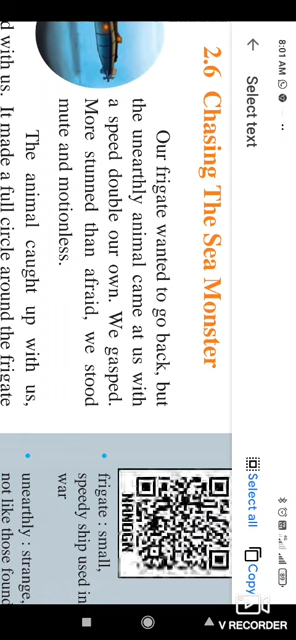 8:01 AM
Select text
Select all
Copy
2.6 Chasing The Sea Monster
Our frigate wanted to go back, but
the unearthly animal came at us with
a speed double our own. We gasped.
More stunned than afraid, we stood
mute and motionless.
The animal caught up with us,
d with us. It made a full circle around the frigate
NAWDGN
• frigate : small,
speedy ship used in
war
• unearthly : strange,
not like those found
V RECORDER